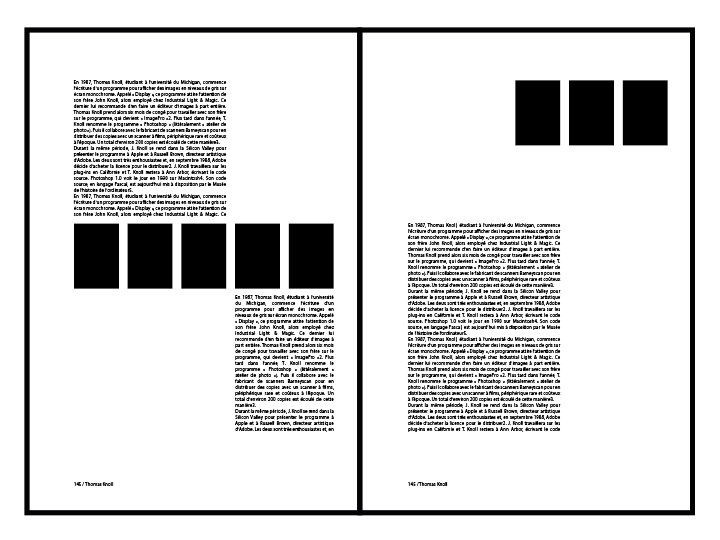 En 1987, Thomas Knoll, étudiant à l'université du Michigan, commence
l'écriture d'un programme pour afficher des images en niveaux de gris sur
écran monochrome. Appelé « Display », ce programme attire l'attention de
son frère John Knoll, alors employé chez Industrial Light & Magic. Ce
dernier lui recommande d'en faire un éditeur d'images à part entière.
Thomas Knoll prend alors six mois de congé pour travailler avec son frère
sur le programme, qui devient « ImagePro »2. Plus tard dans l'année, T.
Knoll renomme le programme « Photoshop » (littéralement « atelier de
photo »). Puis il collabore avec le fabricant de scanners Barneyscan pour en
distribuer des copies avec un scanner à films, périphérique rare et coûteux
à l'époque. Un total d'environ 200 copies est écoulé de cette manière3.
Durant la même période, J. Knoll se rend dans la Silicon Valley pour
présenter le programme à Apple et à Russell Brown, directeur artistique
d'Adobe. Les deux sont très enthousiastes et, en septembre 1988, Adobe
décide d'acheter la licence pour le distribuer2. J. Knoll travaillera sur les
plug-ins en Californie et T. Knoll restera à Ann Arbor, écrivant le code
source. Photoshop 1.0 voit le jour en 1990 sur Macintosh4. Son code
source, en langage Pascal, est aujourd'hui mis à disposition par le Musée
de l'histoire de l'ordinateur5.
En 1987, Thomas Knoll, étudiant à l'université du Michigan, commence
l'écriture d'un programme pour afficher des images en niveaux de gris sur
écran monochrome. Appelé « Display », ce programme attire l'attention de
son frère John Knoll, alors employé chez Industrial Light & Magic. Ce
En 1987, Thomas Knoll, étudiant à l'université
du Michigan, commence l'écriture d'un
programme pour afficher des images en
niveaux de gris sur écran monochrome. Appelé
« Display », ce programme attire l'attention de
son frère John Knoll, alors employé chez
Industrial Light & Magic. Ce dernier lui
recommande d'en faire un éditeur d'images à
part entière. Thomas Knoll prend alors six mois
de congé pour travailler avec son frère sur le
programme, qui devient « ImagePro »2. Plus
tard dans l'année, T. Knoll renomme le
programme « Photoshop » (littéralement «
atelier de photo »). Puis il collabore avec le
fabricant de scanners Barneyscan pour en
distribuer des copies avec un scanner à films,
périphérique rare et coûteux à l'époque. Un
total d'environ 200 copies est écoulé de cette
manière3.
Durant la même période, J. Knoll se rend dans la
Silicon Valley pour présenter le programme à
Apple et à Russell Brown, directeur artistique
d'Adobe. Les deux sont très enthousiastes et, en
145 / Thomas Knoll
En 1987, Thomas Knoll, étudiant à l'université du Michigan, commence
l'écriture d'un programme pour afficher des images en niveaux de gris sur
écran monochrome. Appelé « Display », ce programme attire l'attention de
son frère John Knoll, alors employé chez Industrial Light & Magic. Ce
dernier lui recommande d'en faire un éditeur d'images à part entière.
Thomas Knoll prend alors six mois de congé pour travailler avec son frère
sur le programme, qui devient « ImagePro »2. Plus tard dans l'année, T.
Knoll renomme le programme « Photoshop » (littéralement « atelier de
photo »). Puis il collabore avec le fabricant de scanners Barneyscan pour en
distribuer des copies avec un scanner à films, périphérique rare et coûteux
à l'époque. Un total d'environ 200 copies est écoulé de cette manière3.
Durant la même période, J. Knoll se rend dans la Silicon Valley pour
présenter le programme à Apple et à Russell Brown, directeur artistique
d'Adobe. Les deux sont très enthousiastes et, en septembre 1988, Adobe
décide d'acheter la licence pour le distribuer2. J. Knoll travaillera sur les
plug-ins en Californie et T. Knoll restera à Ann Arbor, écrivant le code
source. Photoshop 1.0 voit le jour en 1990 sur Macintosh4. Son code
source, en langage Pascal, est aujourd'hui mis à disposition par le Musée
de l'histoire de l'ordinateur5.
En 1987, Thomas Knoll, étudiant à l'université du Michigan, commence
l'écriture d'un programme pour afficher des images en niveaux de gris sur
écran monochrome. Appelé « Display », ce programme attire l'attention de
son frère John Knoll, alors employé chez Industrial Light & Magic. Ce
dernier lui recommande d'en faire un éditeur d'images à part entière.
Thomas Knoll prend alors six mois de congé pour travailler avec son frère
sur le programme, qui devient « ImagePro »2. Plus tard dans l'année, T.
Knoll renomme le programme « Photoshop » (littéralement « atelier de
photo »). Puis il collabore avec le fabricant de scanners Barneyscan pour en
distribuer des copies avec un scanner à films, périphérique rare et coûteux
à l'époque. Un total d'environ 200 copies est écoulé de cette manière3.
Durant la même période, J. Knoll se rend dans la Silicon Valley pour
présenter le programme à Apple et à Russell Brown, directeur artistique
d'Adobe. Les deux sont très enthousiastes et, en septembre 1988, Adobe
décide d'acheter la licence pour le distribuer2. J. Knoll travaillera sur les
plug-ins en Californie et T. Knoll restera à Ann Arbor, écrivant le code
145 / Thomas Knoll